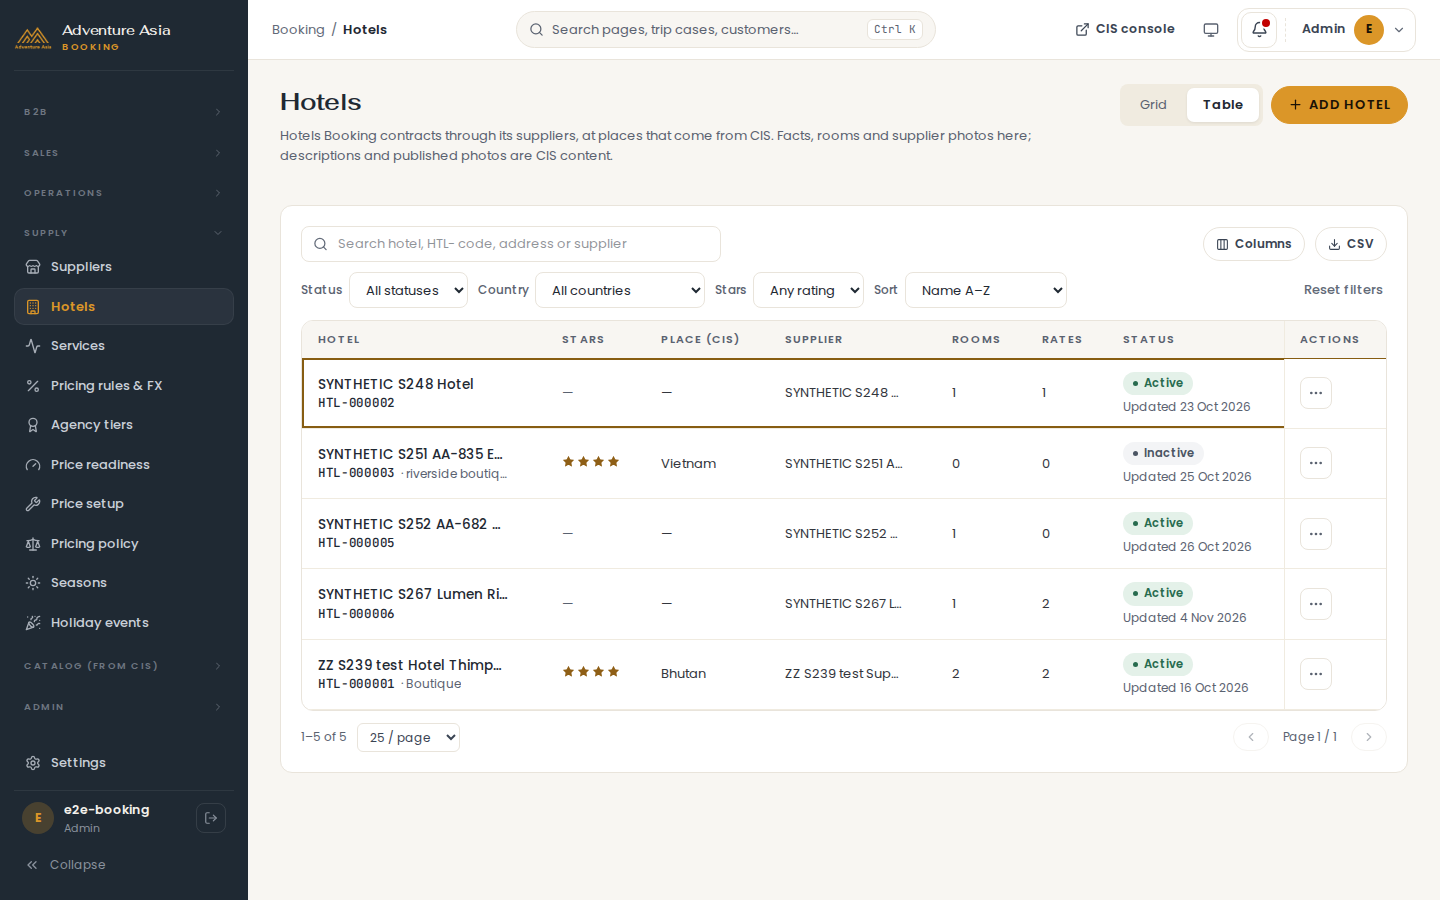 Adventure Asia
BOOKING
Adventure Asia
B2B
SALES
OPERATIONS
SUPPLY
Suppliers
Hotels
Services
Pricing rules & FX
Agency tiers
Price readiness
Price setup
Pricing policy
Seasons
Holiday events
CATALOG (FROM CIS)
ADMIN
Settings
E
e2e-booking
Admin
Collapse
Booking / Hotels
Search pages, trip cases, customers...
Ctrl K
CIS console
Admin
E
Hotels
Hotels Booking contracts through its suppliers, at places that come from CIS. Facts, rooms and supplier photos here;
descriptions and published photos are CIS content.
Grid
Table
+ ADD HOTEL
Search hotel, HTL- code, address or supplier
Columns
CSV
Status All statuses Country All countries Stars Any rating Sort Name A–Z Reset filters
HOTEL STARS PLACE (CIS) SUPPLIER ROOMS RATES STATUS ACTIONS
SYNTHETIC S248 Hotel
HTL-000002
— — SYNTHETIC S248 ... 1 1
Active
Updated 23 Oct 2026
SYNTHETIC S251 AA-835 E...
HTL-000003 · riverside boutiq...
★★★★ Vietnam SYNTHETIC S251 A... 0 0
Inactive
Updated 25 Oct 2026
SYNTHETIC S252 AA-682 ...
HTL-000005
— — SYNTHETIC S252 ... 1 0
Active
Updated 26 Oct 2026
SYNTHETIC S267 Lumen Ri...
HTL-000006
— — SYNTHETIC S267 L... 1 2
Active
Updated 4 Nov 2026
ZZ S239 test Hotel Thimp...
HTL-000001 · Boutique
★★★★ Bhutan ZZ S239 test Sup... 2 2
Active
Updated 16 Oct 2026
1–5 of 5 25 / page Page 1 / 1